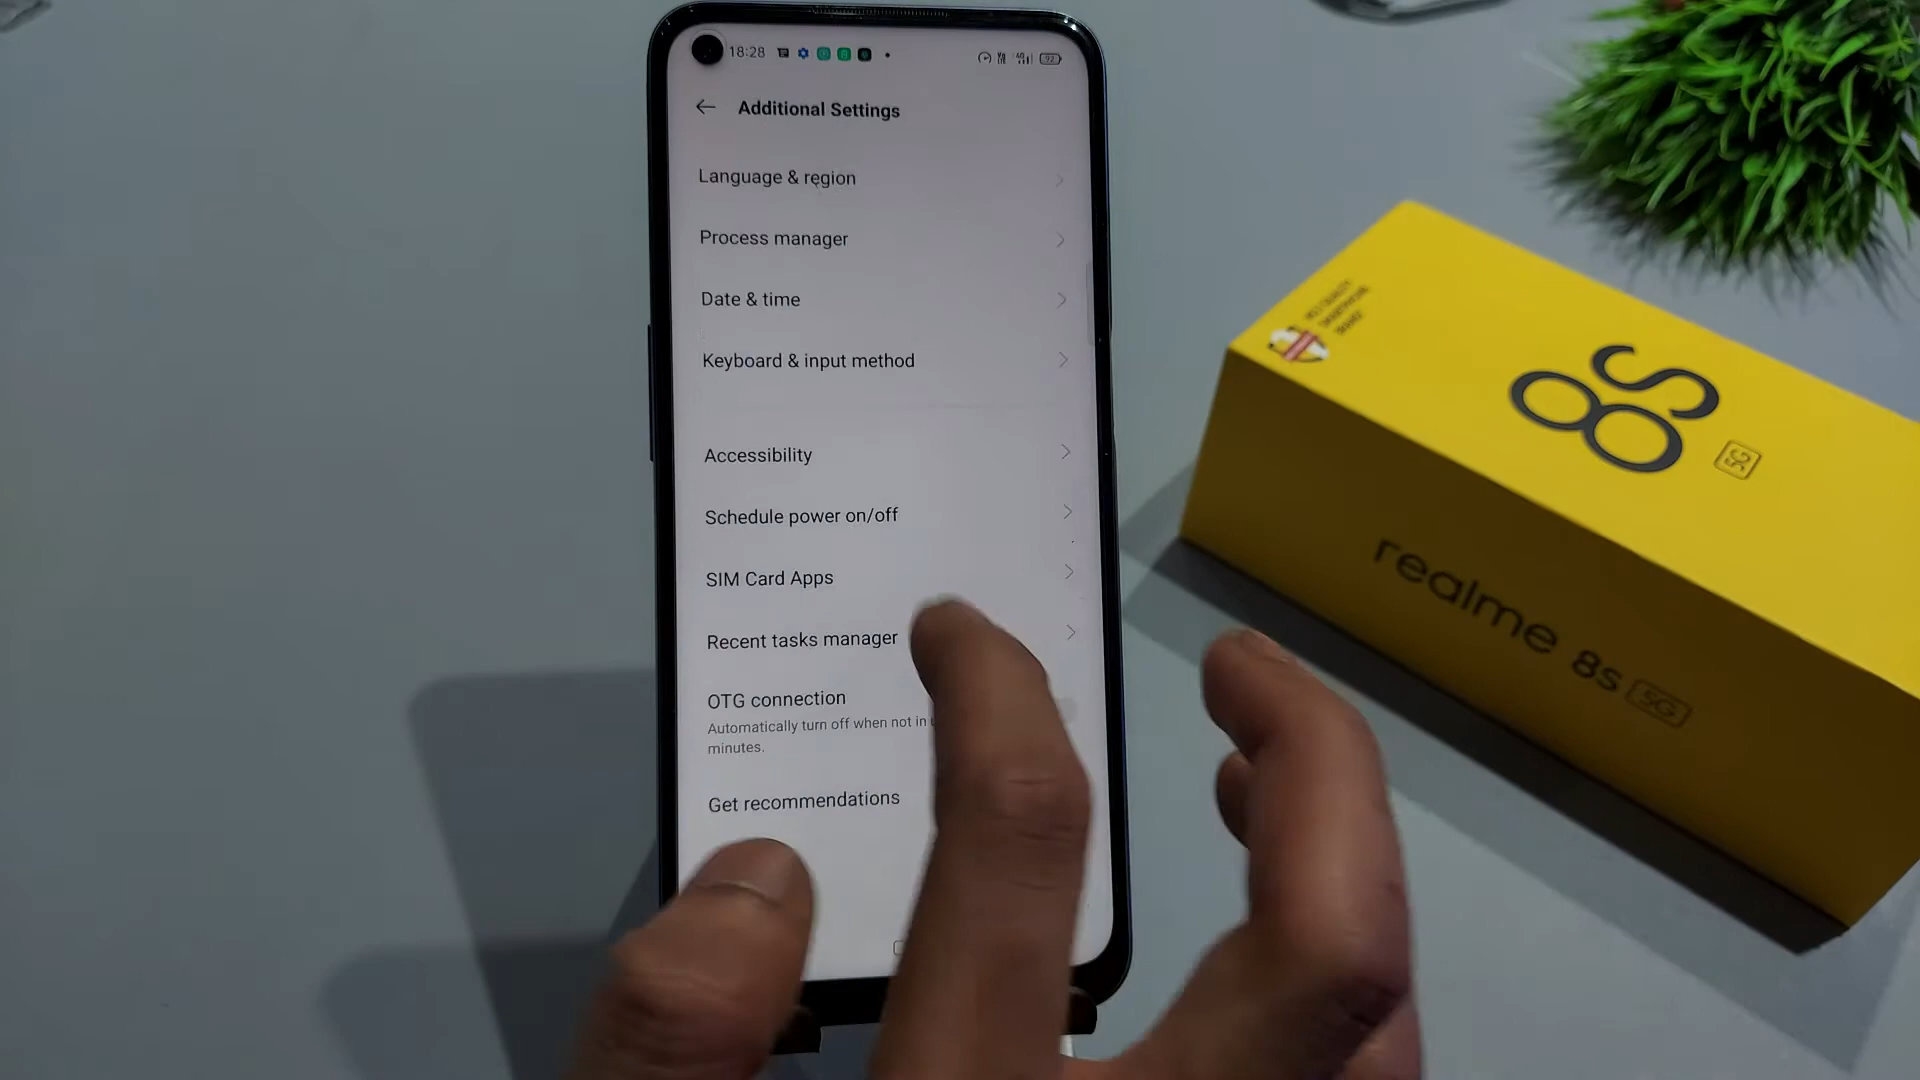 18:28
Additional Settings
Language & region
Process manager
Date & time
Keyboard & input method
Accessibility
Schedule power on/off
SIM Card Apps
Recent tasks manager
OTG connection
Automatically turn off when not in
minutes.
Get recommendations
8S
5G
realme 8s 5G